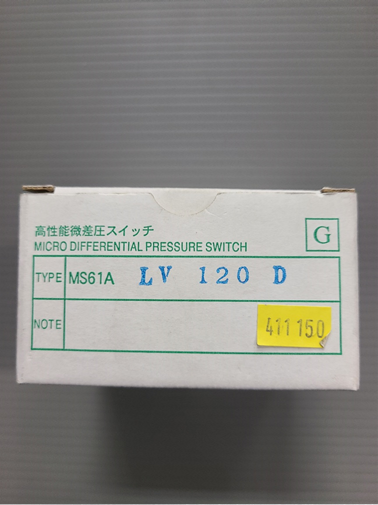 高性能微差圧スイッチ
G
MICRO DIFFERENTIAL PRESSURE SWITCH
TYPE MS61A LV 120 D
NOTE
411 150